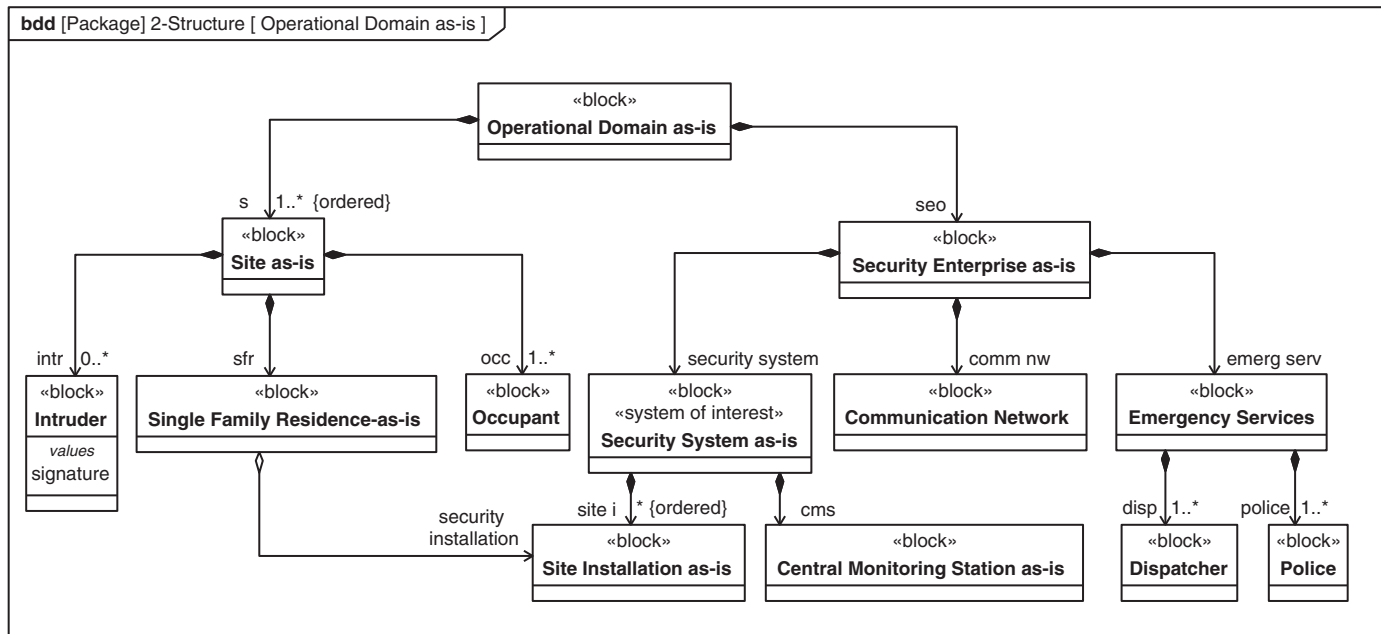 bdd [Package] 2-Structure [ Operational Domain as-is ]
«block»
Operational Domain as-is
s 1..* {ordered}
seo
«block»
Site as-is
«block»
Security Enterprise as-is
intr 0..*
sfr
occ 1..*
security system
comm nw
emerg serv
«block»
Intruder
values
signature
«block»
Single Family Residence-as-is
«block»
Occupant
«block»
«system of interest»
Security System as-is
«block»
Communication Network
«block»
Emergency Services
security
installation
site i * {ordered}
cms
disp 1..*
police 1..*
«block»
Site Installation as-is
«block»
Central Monitoring Station as-is
«block»
Dispatcher
«block»
Police